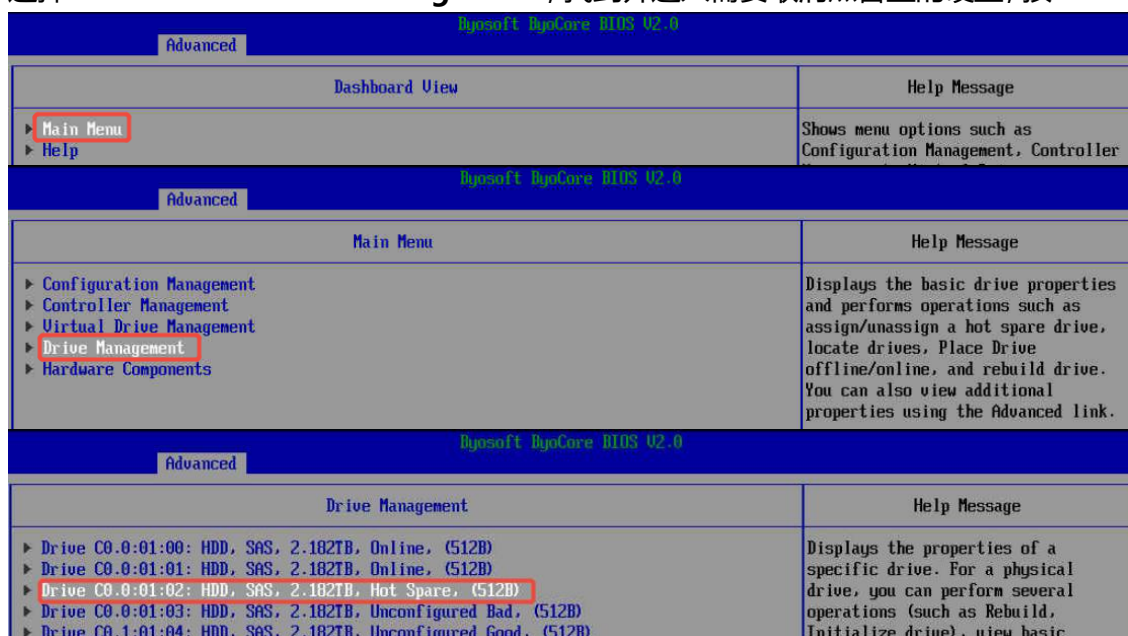 Byosoft ByoCore BIOS V2.0
Advanced
Dashboard View
Help Message
Main Menu
Help
Shows menu options such as
Configuration Management, Controller
Byosoft ByoCore BIOS V2.0
Advanced
Main Menu
Help Message
Configuration Management
Controller Management
Virtual Drive Management
Drive Management
Hardware Components
Displays the basic drive properties
and performs operations such as
assign/unassign a hot spare drive,
locate drives, Place Drive
offline/online, and rebuild drive.
You can also view additional
properties using the Advanced link.
Byosoft ByoCore BIOS V2.0
Advanced
Drive Management
Help Message
Drive C0.0:01:00: HDD, SAS, 2.182TB, Online, (512B)
Drive C0.0:01:01: HDD, SAS, 2.182TB, Online, (512B)
Drive C0.0:01:02: HDD, SAS, 2.182TB, Hot Spare, (512B)
Drive C0.0:01:03: HDD, SAS, 2.182TB, Unconfigured Bad, (512B)
Drive C0.1:01:04: HDD, SAS, 2.182TB, Unconfigured Good, (512B)
Displays the properties of a
specific drive. For a physical
drive, you can perform several
operations (such as Rebuild,
Initialize drive), view basic